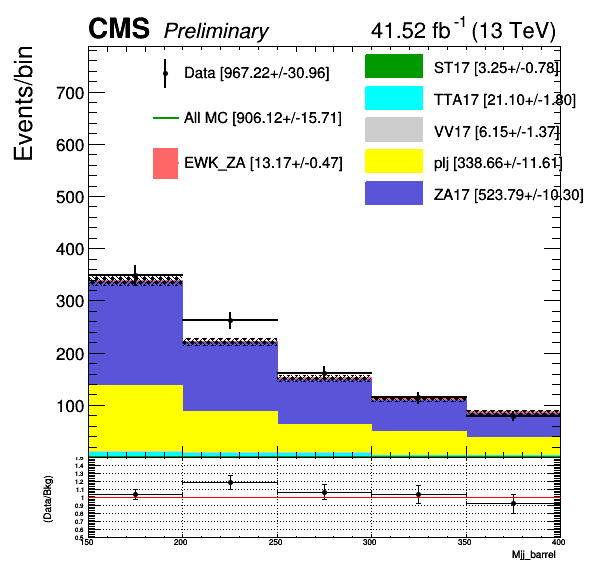 CMS Preliminary 41.52 fb⁻¹ (13 TeV)
Events/bin
Data [967.22+/-30.96]
All MC [906.12+/-15.71]
EWK_ZA [13.17+/-0.47]
ST17 [3.25+/-0.78]
TTA17 [21.10+/-1.80]
VV17 [6.15+/-1.37]
plj [338.66+/-11.61]
ZA17 [523.79+/-10.30]
700
600
500
400
300
200
100
(Data/Bkg)
1.5
1.4
1.3
1.2
1.1
1
0.9
0.8
0.7
0.6
0.5
150 200 250 300 350 400
Mjj_barrel